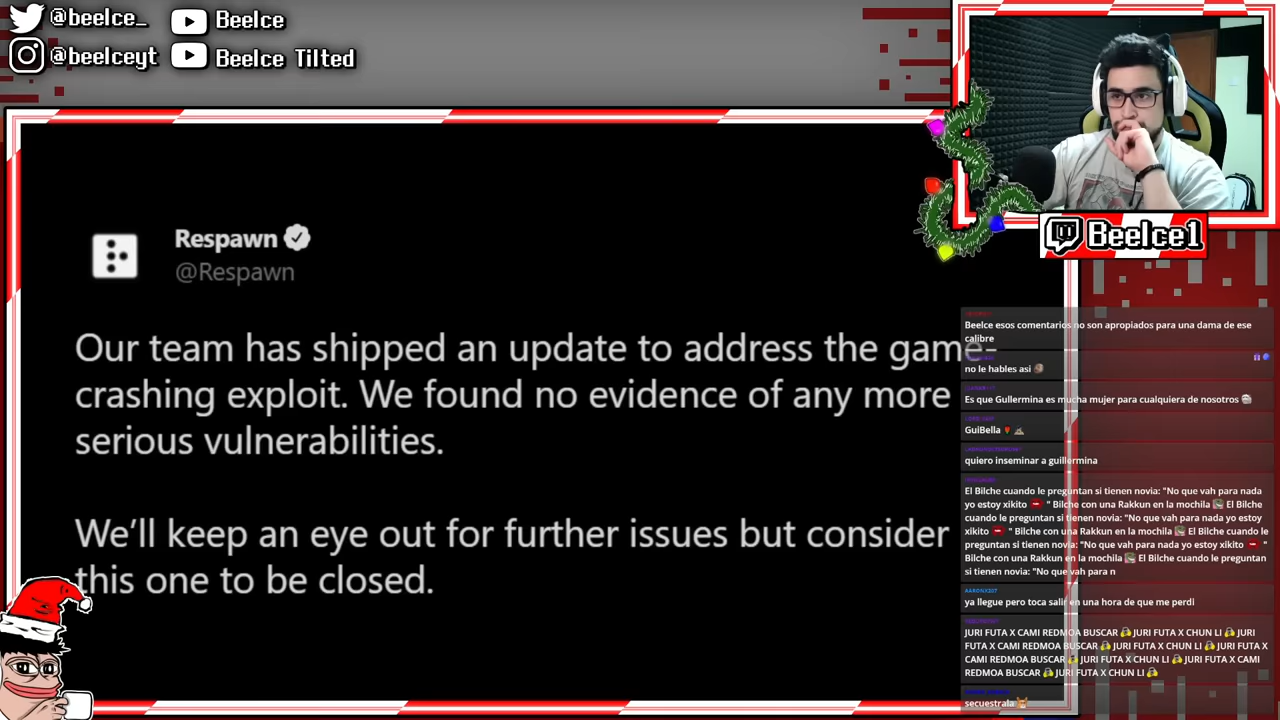 @beelce_
Beelce
@beelceyt
Beelce Tilted
Respawn
@Respawn
Our team has shipped an update to address the game-
crashing exploit. We found no evidence of any more
serious vulnerabilities.
We’ll keep an eye out for further issues but consider
this one to be closed.
Beelce1
Beelce esos comentarios no son apropiados para una dama de ese
calibre
no le hables asi
Es que Gullermina es mucha mujer para cualquiera de nosotros
GuiBella
quiero inseminar a guillermina
El Bilche cuando le preguntan si tienen novia: "No que vah para nada
yo estoy xikito " Bilche con una Rakkun en la mochila El Bilche
cuando le preguntan si tienen novia: "No que vah para nada yo estoy
xikito " Bilche con una Rakkun en la mochila El Bilche cuando le
preguntan si tienen novia: "No que vah para nada yo estoy xikito "
Bilche con una Rakkun en la mochila El Bilche cuando le preguntan
si tienen novia: "No que vah para n
ya llegue pero toca salir en una hora de que me perdi
JURI FUTA X CAMI REDMOA BUSCAR JURI FUTA X CHUN LI JURI
FUTA X CAMI REDMOA BUSCAR JURI FUTA X CHUN LI JURI FUTA X
CAMI REDMOA BUSCAR JURI FUTA X CHUN LI JURI FUTA X CAMI
REDMOA BUSCAR JURI FUTA X CHUN LI
secuestrala